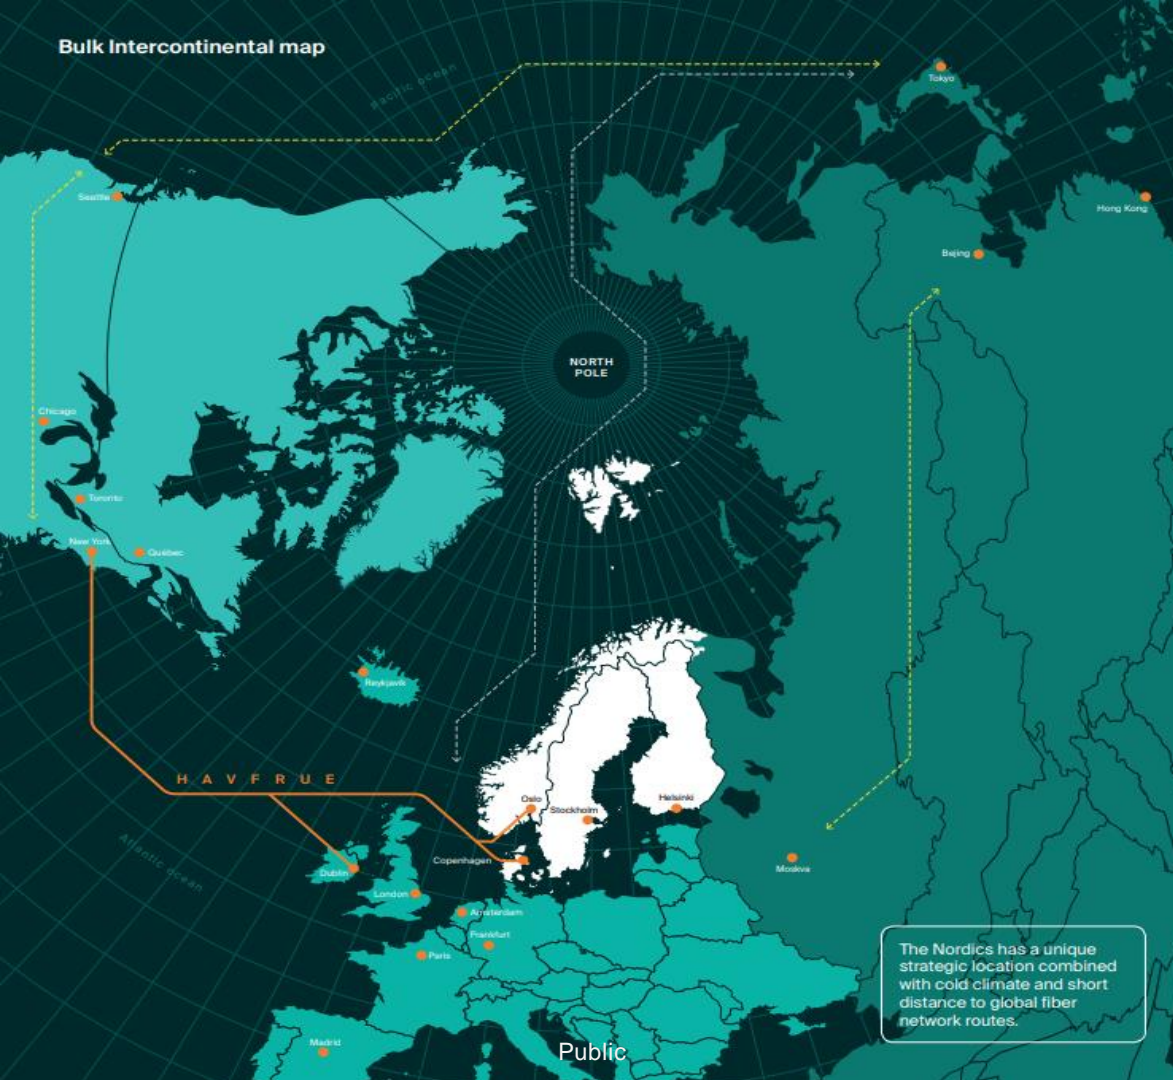 Bulk Intercontinental map
Pacific ocean
Tokyo
Seattle
Hong Kong
Bejing
NORTH
POLE
Chicago
Toronto
New York
Québec
Reykjavik
HAVFRUE
Oslo
Stockholm
Helsinki
Copenhagen
Atlantic ocean
Dublin
Moskva
London
Amsterdam
Frankfurt
Paris
The Nordics has a unique
strategic location combined
with cold climate and short
distance to global fiber
network routes.
Madrid
Public